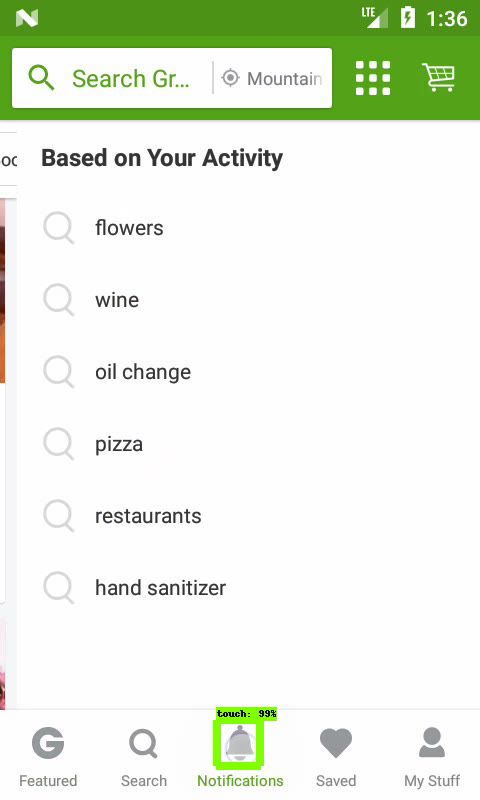 LTE 1:36
Search Gr... Mountain
Based on Your Activity
flowers
wine
oil change
pizza
restaurants
hand sanitizer
touch: 99%
Featured Search Notifications Saved My Stuff